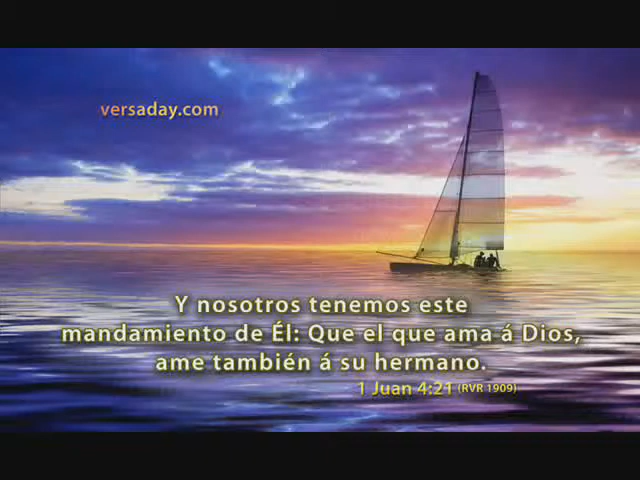 versaday.com
Y nosotros tenemos este
mandamiento de Él: Que el que ama á Dios,
ame también á su hermano.
1 Juan 4:21 (RVR 1909)